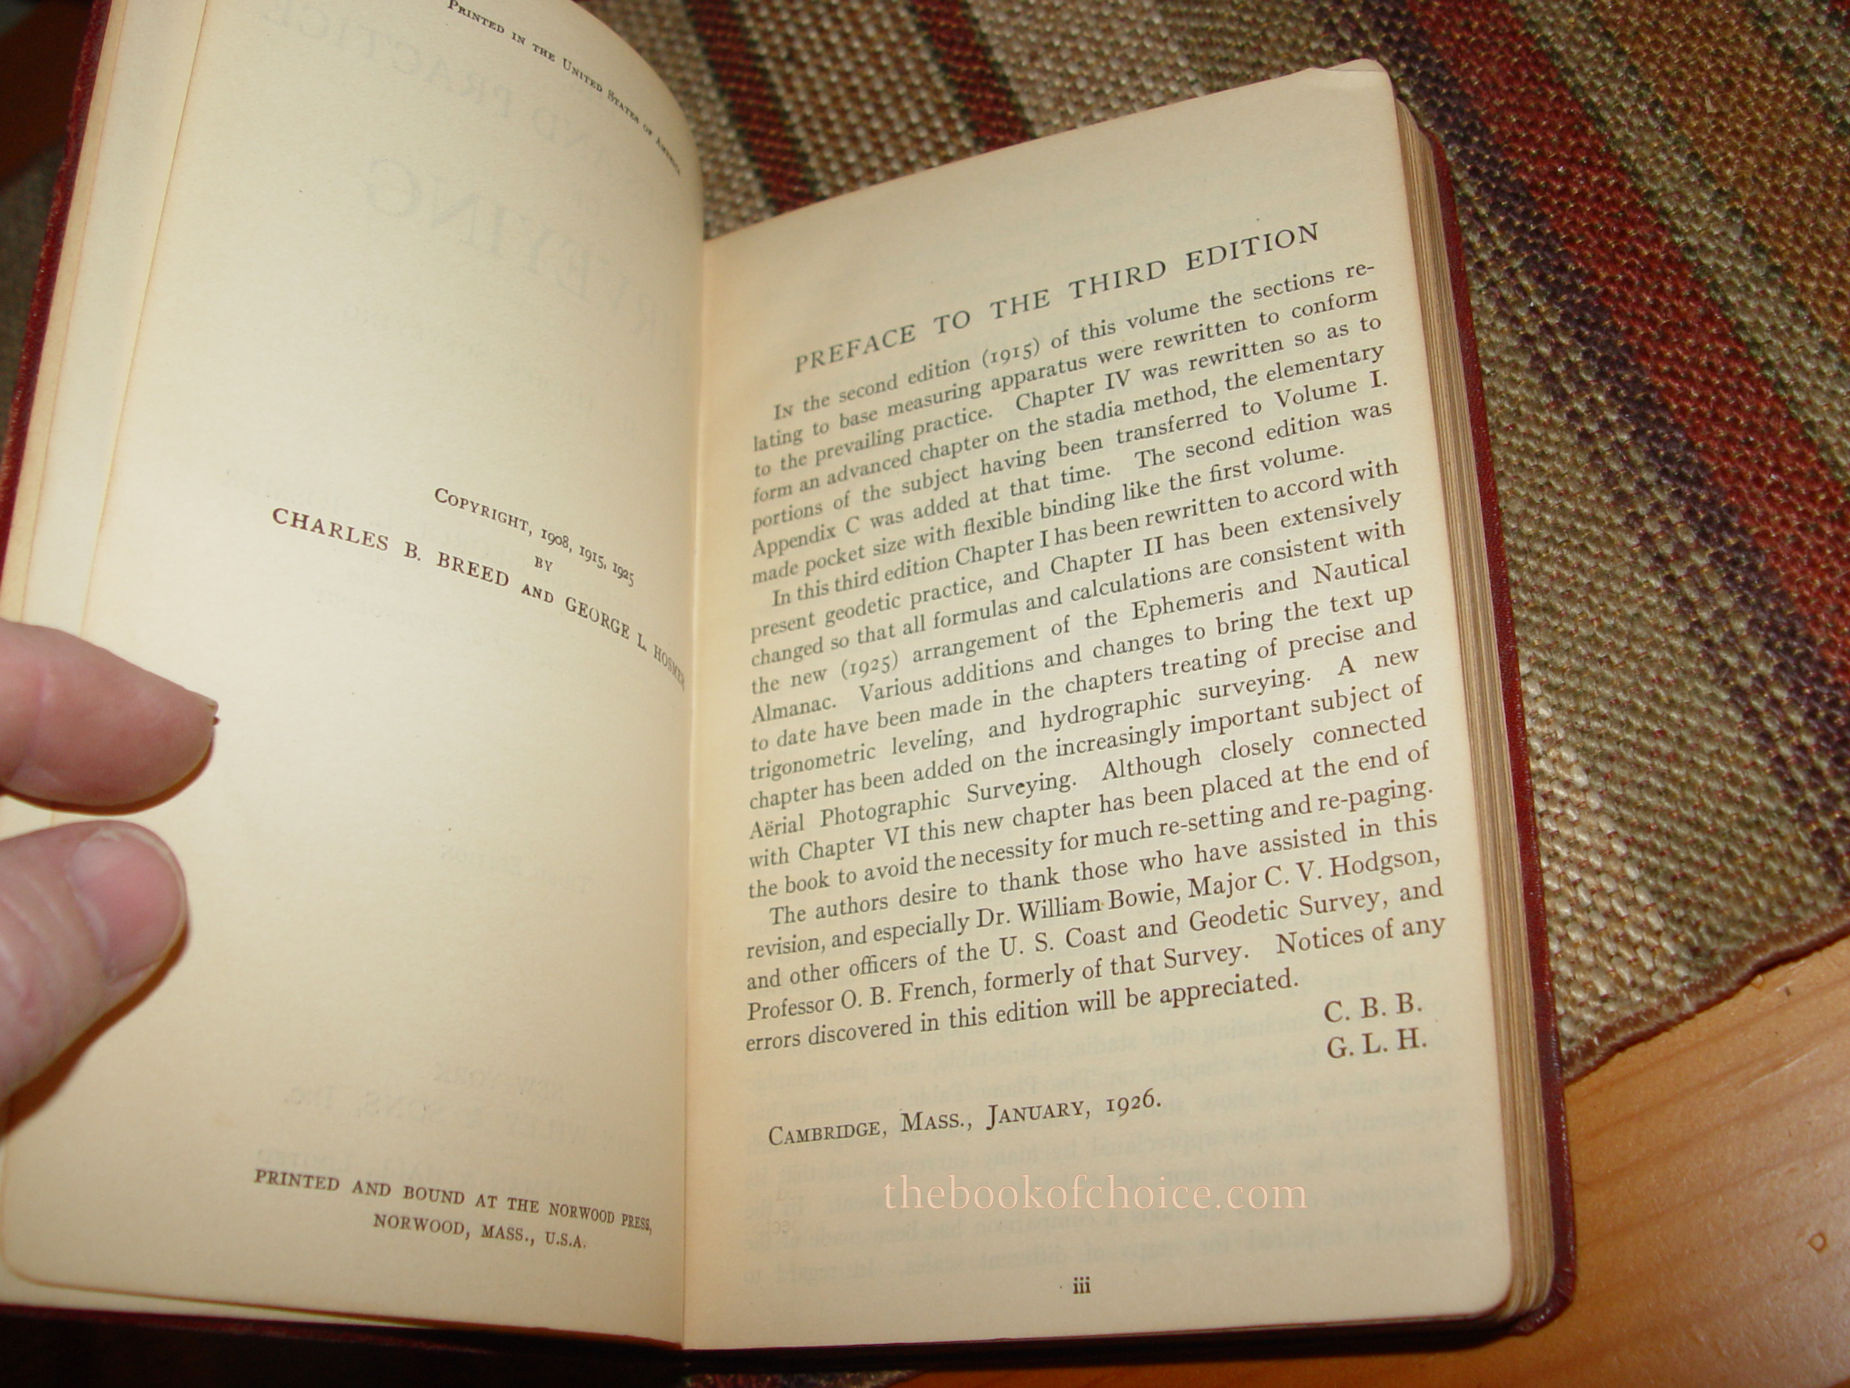 PRINTED IN THE UNITED STATES OF AMERICA
COPYRIGHT, 1908, 1915, 1925
BY
CHARLES B. BREED AND GEORGE L. HOSMER
PRINTED AND BOUND AT THE NORWOOD PRESS,
NORWOOD, MASS., U.S.A.
PREFACE TO THE THIRD EDITION
IN the second edition (1915) of this volume the sections re-
lating to base measuring apparatus were rewritten to conform
to the prevailing practice. Chapter IV was rewritten so as to
form an advanced chapter on the stadia method, the elementary
portions of the subject having been transferred to Volume I.
Appendix C was added at that time. The second edition was
made pocket size with flexible binding like the first volume.
In this third edition Chapter I has been rewritten to accord with
present geodetic practice, and Chapter II has been extensively
changed so that all formulas and calculations are consistent with
the new (1925) arrangement of the Ephemeris and Nautical
Almanac. Various additions and changes to bring the text up
to date have been made in the chapters treating of precise and
trigonometric leveling, and hydrographic surveying. A new
chapter has been added on the increasingly important subject of
Aërial Photographic Surveying. Although closely connected
with Chapter VI this new chapter has been placed at the end of
the book to avoid the necessity for much re-setting and re-paging.
The authors desire to thank those who have assisted in this
revision, and especially Dr. William Bowie, Major C. V. Hodgson,
and other officers of the U. S. Coast and Geodetic Survey, and
Professor O. B. French, formerly of that Survey. Notices of any
errors discovered in this edition will be appreciated.
C. B. B.
G. L. H.
CAMBRIDGE, MASS., JANUARY, 1926.
thebookofchoice.com
iii